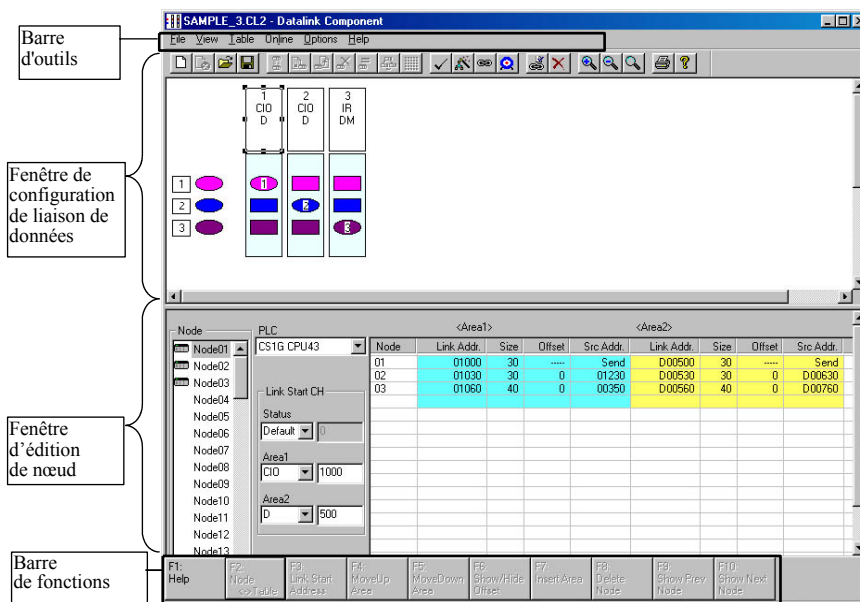 SAMPLE_3.CL2 - Datalink Component
Barre
d'outils
File View Table Online Options Help
1 2 3
CIO CIO IR
D D DM
Fenêtre de
configuration
de liaison de
données
1 1
2 2
3 3
Node PLC <Area1> <Area2>
CS1G CPU43
Node Link Addr. Size Offset Src Addr. Link Addr. Size Offset Src Addr.
01 01000 30 ----- Send D00500 30 ----- Send
02 01030 30 0 01230 D00530 30 0 D00630
03 01060 40 0 00350 D00560 40 0 D00760
Node01
Node02
Node03
Node04
Node05
Node06
Node07
Node08
Node09
Node10
Node11
Node12
Node13
Link Start CH
Status
Default 0
Area1
CIO 1000
Area2
D 500
Fenêtre
d’édition
de nœud
Barre
de fonctions
F1:
Help
F2:
Node
<->Table
F3:
Link Start
Address
F4:
MoveUp
Area
F5:
MoveDown
Area
F6:
Show/Hide
Offset
F7:
Insert Area
F8:
Delete
Node
F9:
Show Prev
Node
F10:
Show Next
Node